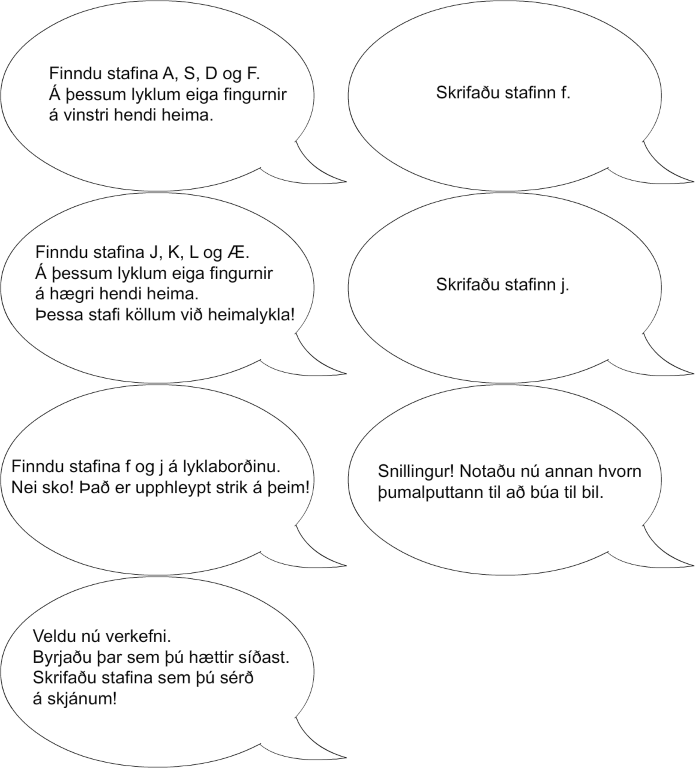 Finndu stafina A, S, D og F.
Á þessum lyklum eiga fingurnir
á vinstri hendi heima.
Skrifaðu stafinn f.
Finndu stafina J, K, L og Æ.
Á þessum lyklum eiga fingurnir
á hægri hendi heima.
Þessa stafi köllum við heimalykla!
Skrifaðu stafinn j.
Finndu stafina f og j á lyklaborðinu.
Nei sko! Það er upphleypt strik á þeim!
Snillingur! Notaðu nú annan hvorn
þumalputtann til að búa til bil.
Veldu nú verkefni.
Byrjaðu þar sem þú hættir síðast.
Skrifaðu stafina sem þú sérð
á skjánum!